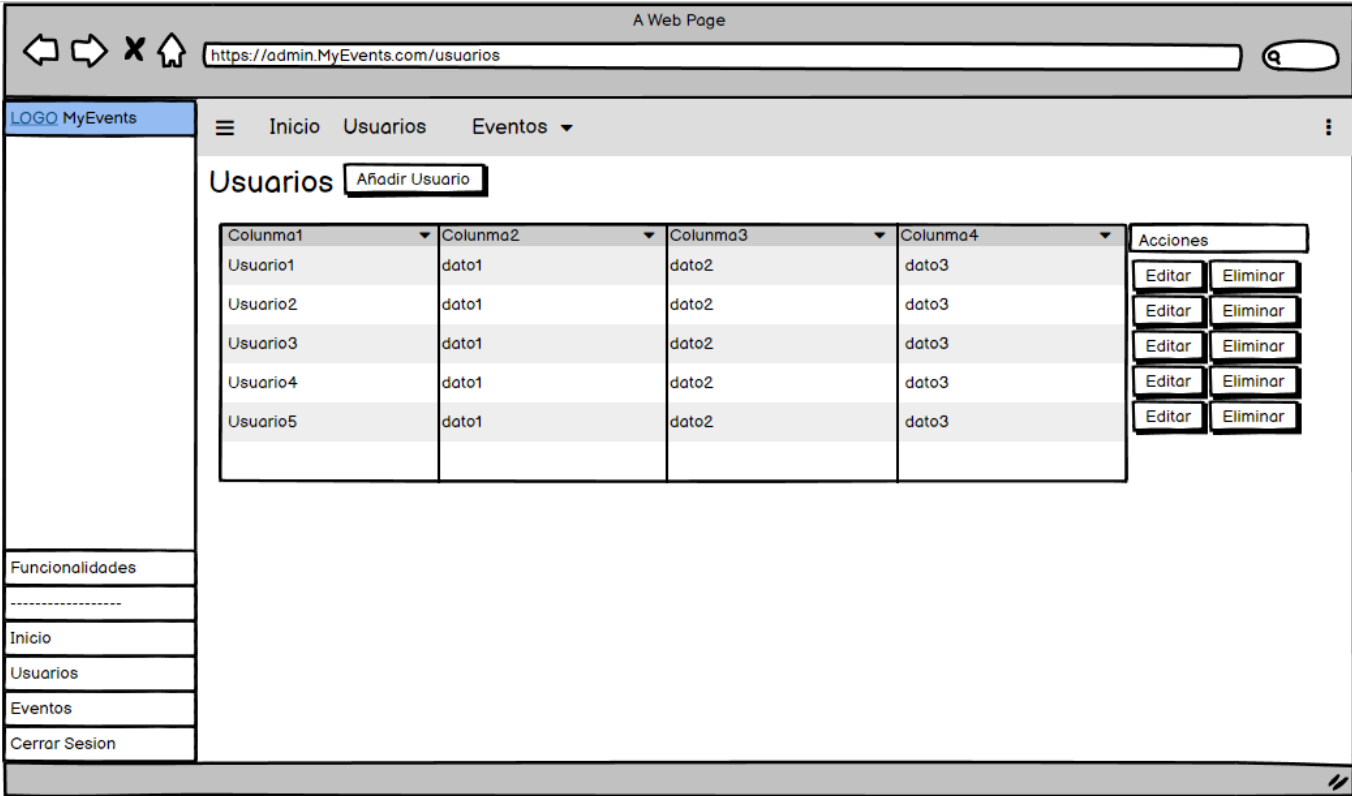 A Web Page
https://admin.MyEvents.com/usuarios
LOGO MyEvents
Inicio Usuarios Eventos
Usuarios Añadir Usuario
Colunma1 Colunma2 Colunma3 Colunma4 Acciones
Usuario1 dato1 dato2 dato3 Editar Eliminar
Usuario2 dato1 dato2 dato3 Editar Eliminar
Usuario3 dato1 dato2 dato3 Editar Eliminar
Usuario4 dato1 dato2 dato3 Editar Eliminar
Usuario5 dato1 dato2 dato3 Editar Eliminar
Funcionalidades
------------------
Inicio
Usuarios
Eventos
Cerrar Sesion